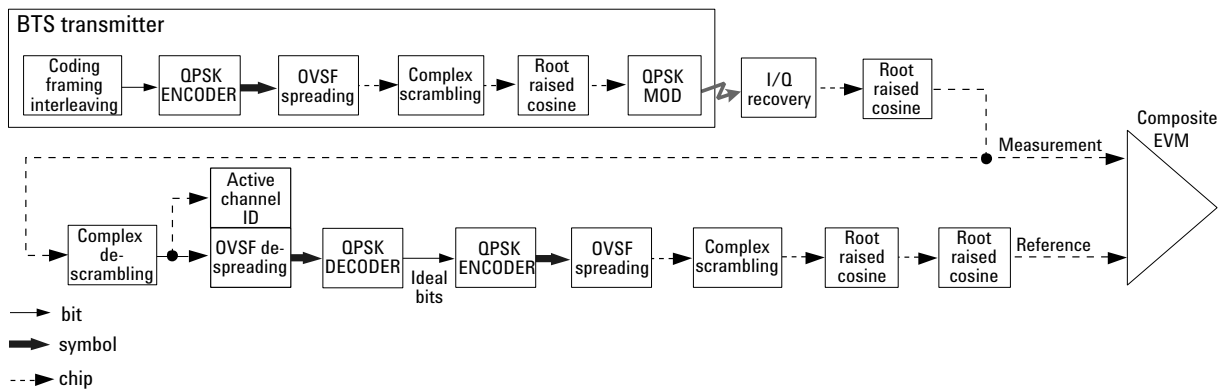 BTS transmitter
Coding
framing
interleaving
QPSK
ENCODER
OVSF
spreading
Complex
scrambling
Root
raised
cosine
QPSK
MOD
I/Q
recovery
Root
raised
cosine
Composite
EVM
Measurement
Active
channel
ID
Complex
de-
scrambling
OVSF de-
spreading
QPSK
DECODER
Ideal
bits
QPSK
ENCODER
OVSF
spreading
Complex
scrambling
Root
raised
cosine
Root
raised
cosine
Reference
bit
symbol
chip